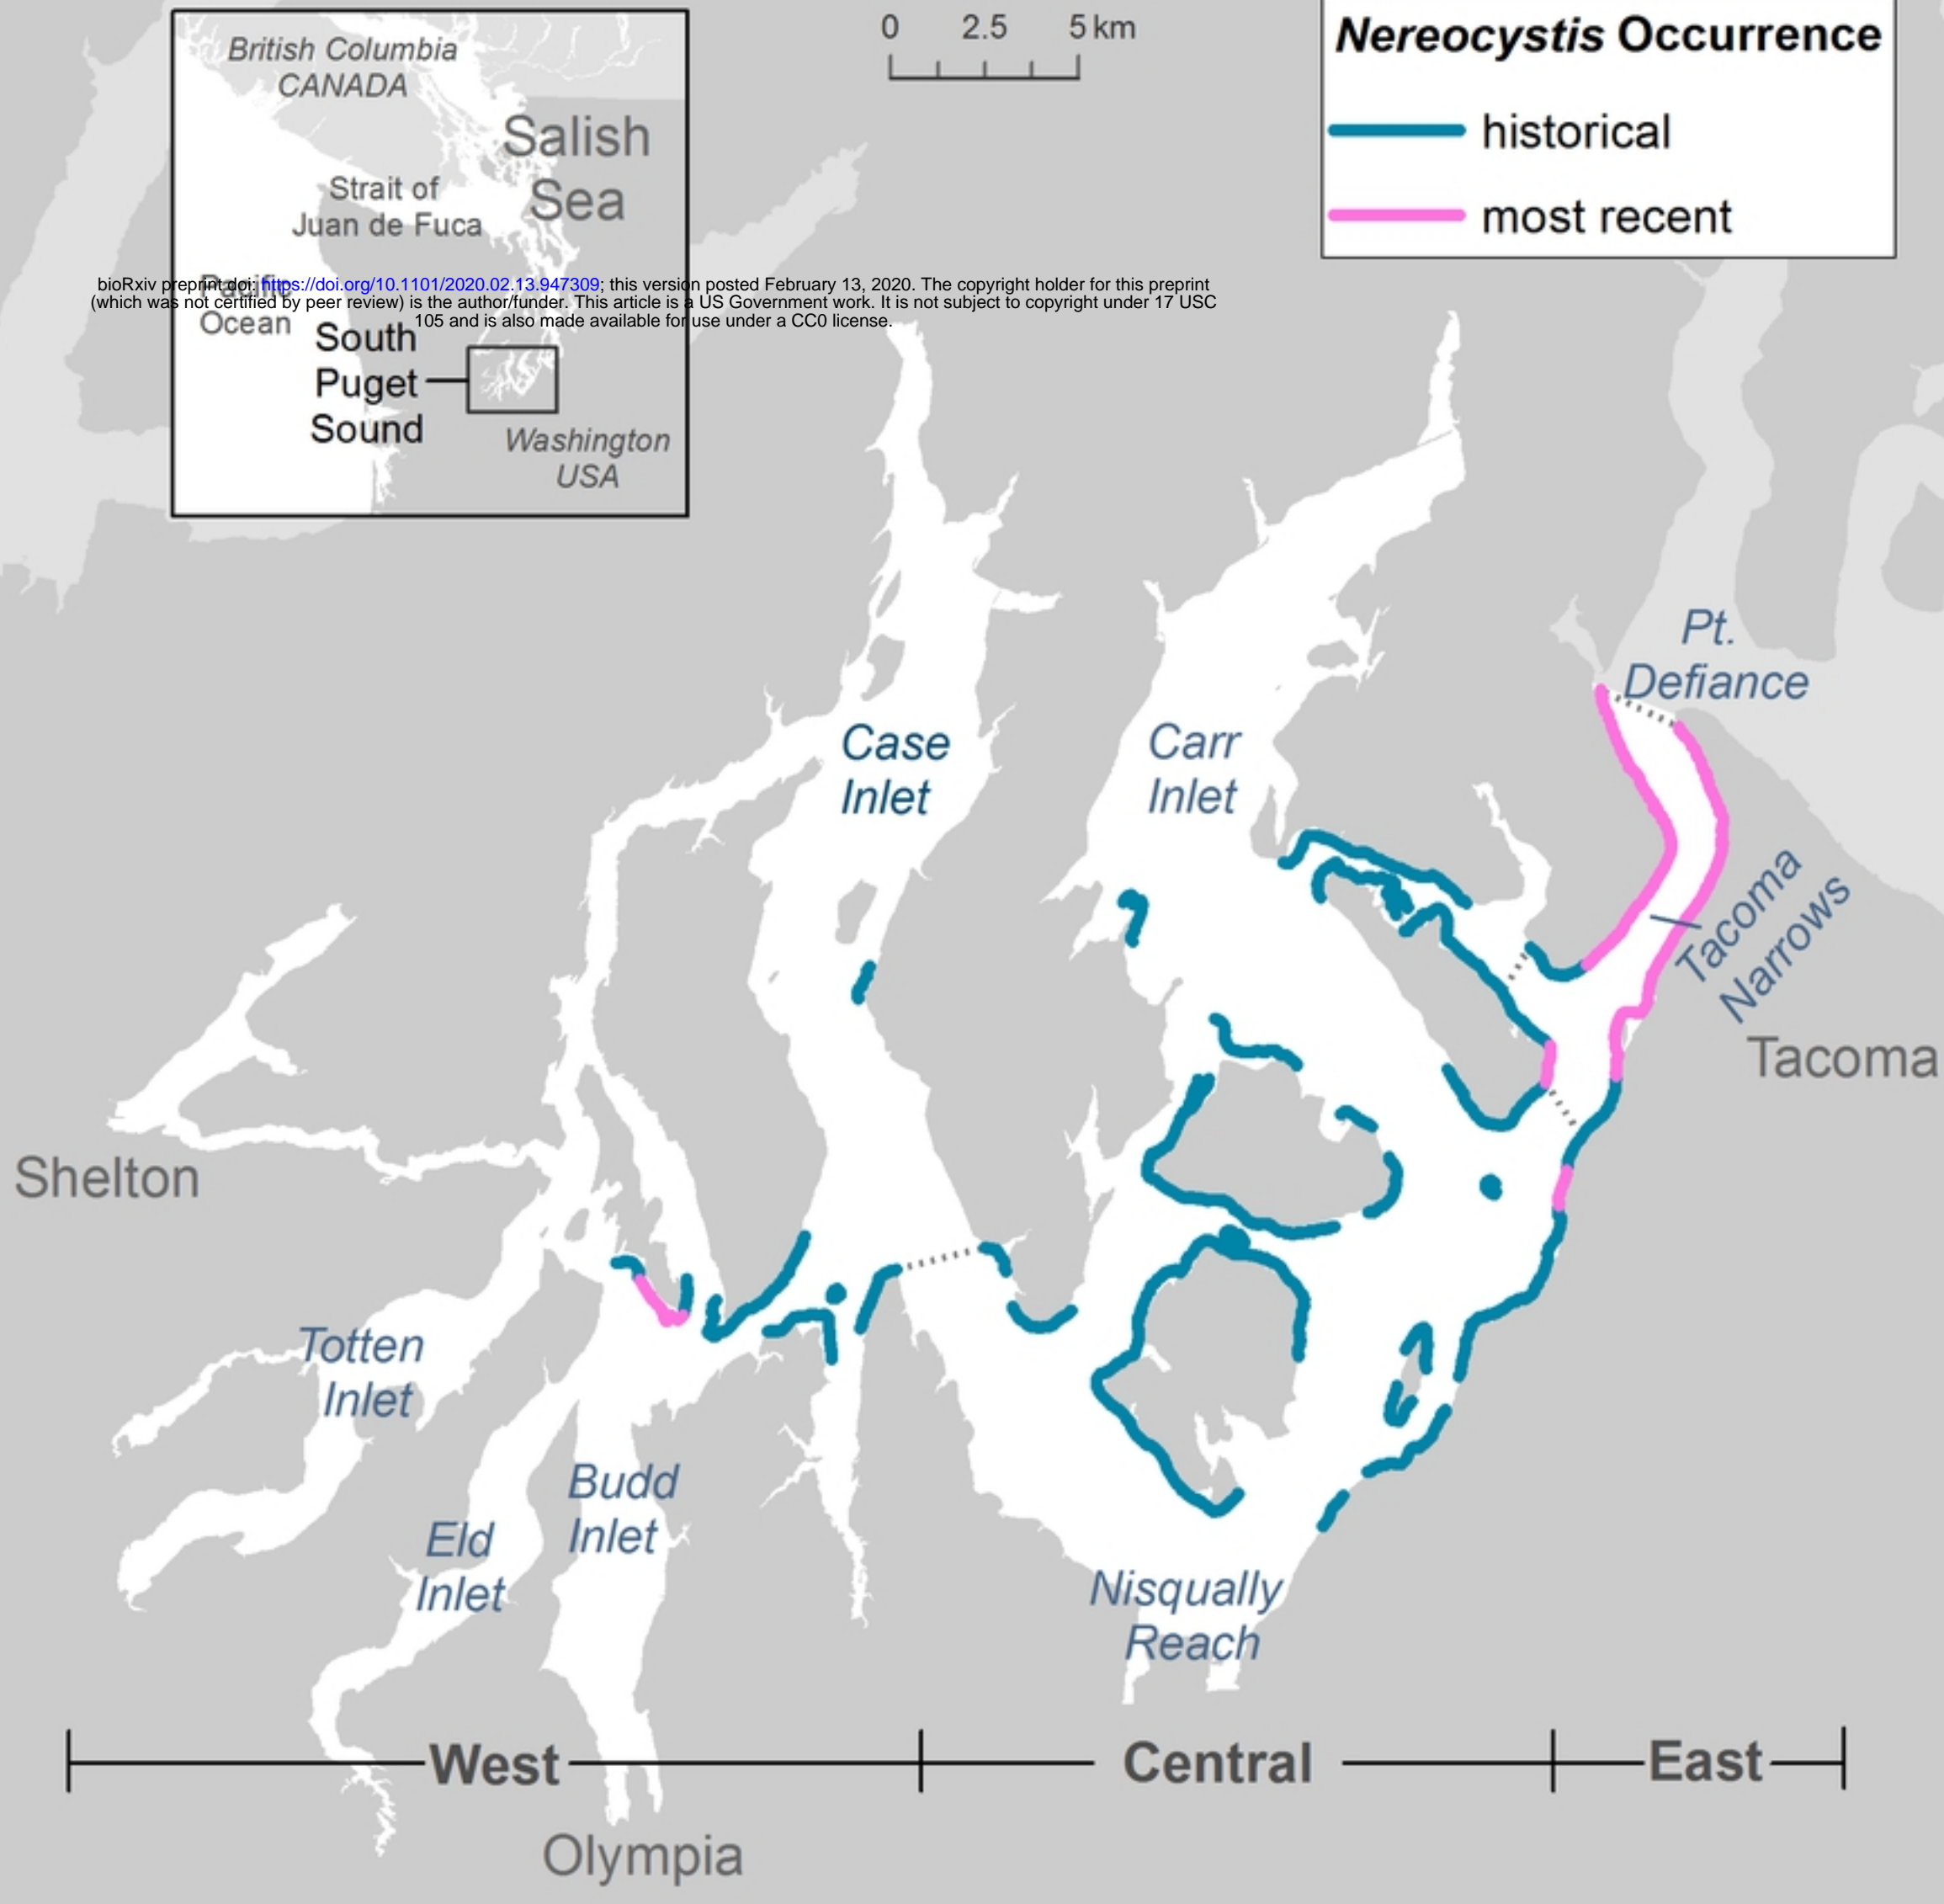 British Columbia
CANADA
Salish
Sea
Strait of
Juan de Fuca
Pacific
Ocean
South
Puget
Sound
Washington
USA
0 2.5 5 km
Nereocystis Occurrence
historical
most recent
bioRxiv preprint doi: https://doi.org/10.1101/2020.02.13.947309; this version posted February 13, 2020. The copyright holder for this preprint
(which was not certified by peer review) is the author/funder. This article is a US Government work. It is not subject to copyright under 17 USC
105 and is also made available for use under a CC0 license.
Pt.
Defiance
Case
Inlet
Carr
Inlet
Tacoma
Narrows
Tacoma
Shelton
Totten
Inlet
Budd
Inlet
Eld
Inlet
Nisqually
Reach
West
Central
East
Olympia